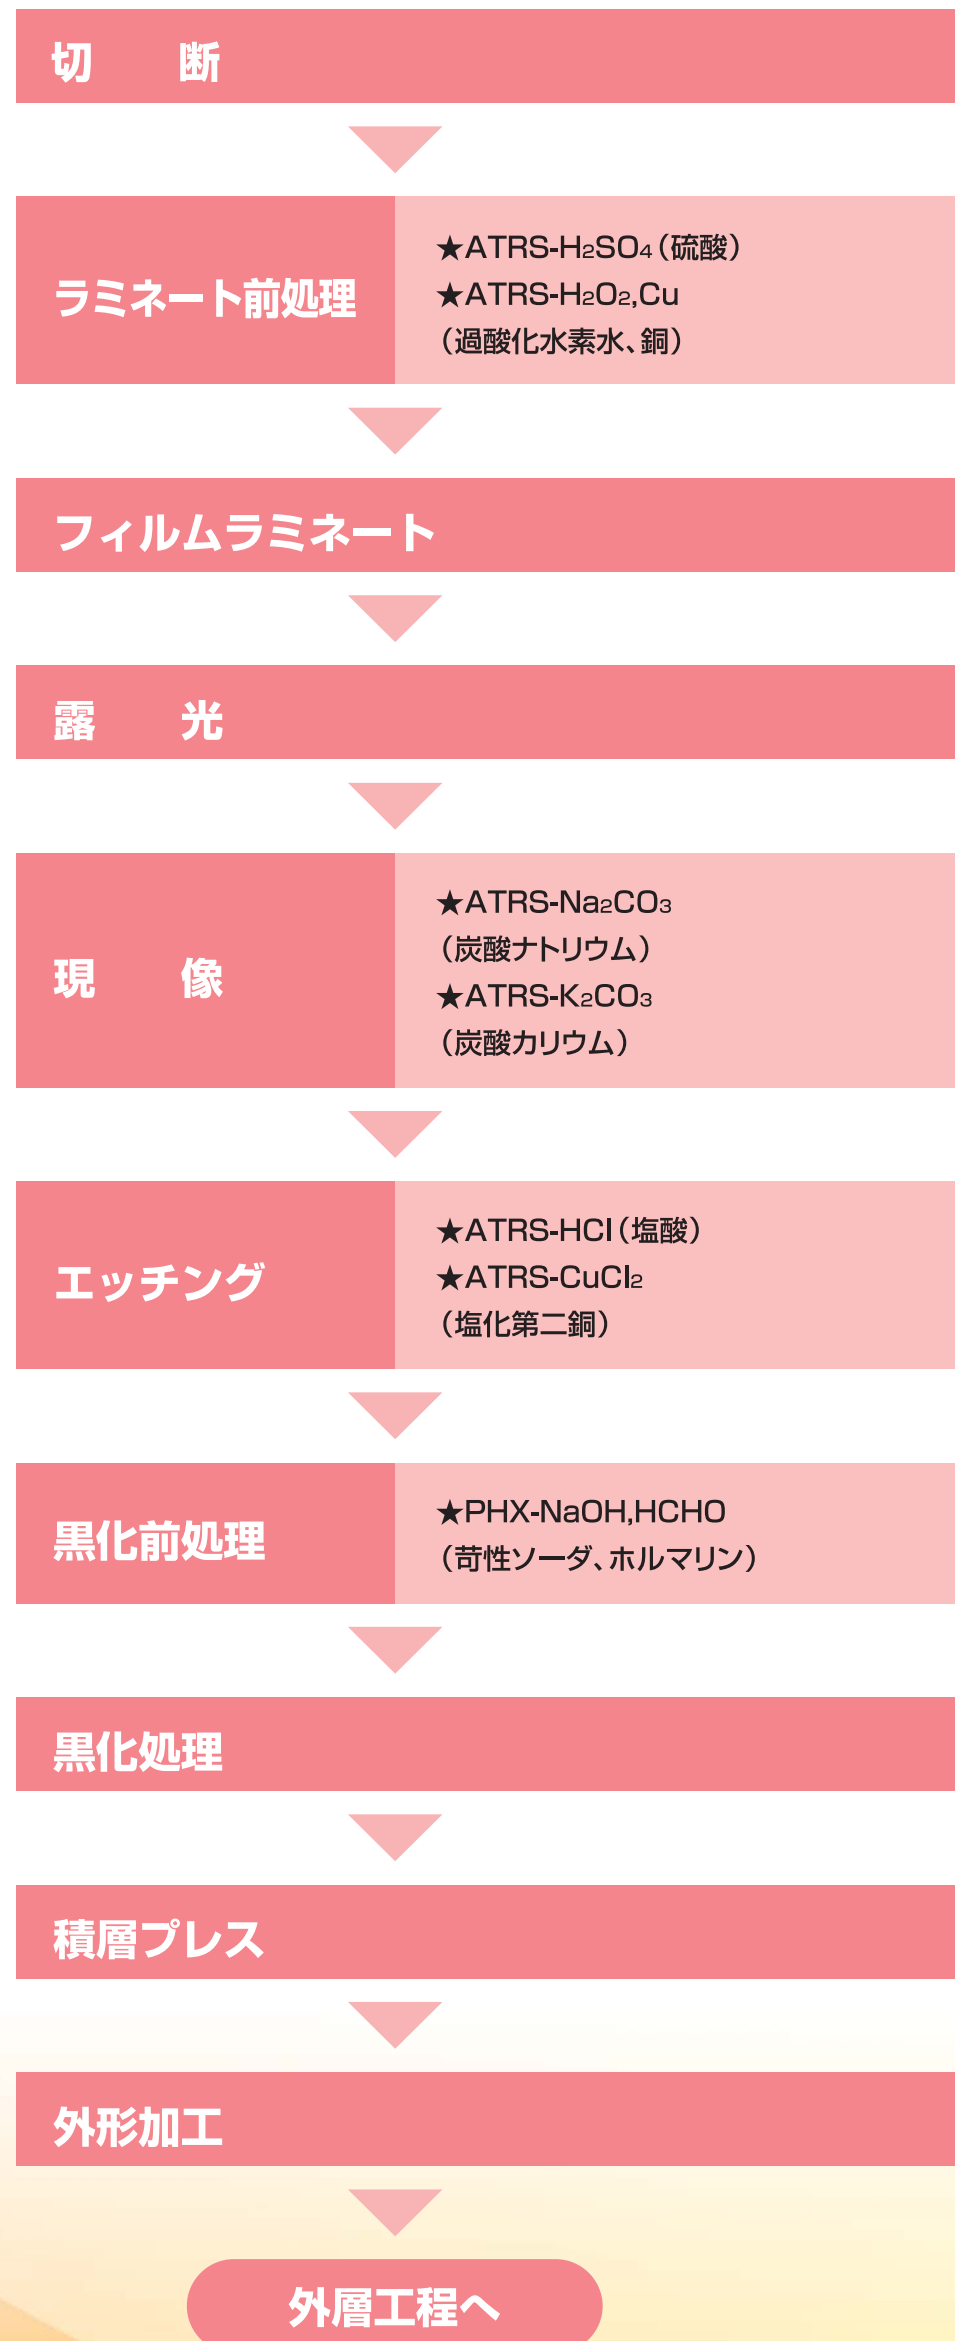 切　断
ラミネート前処理
★ATRS-H₂SO₄（硫酸）
★ATRS-H₂O₂,Cu
（過酸化水素水、銅）
フィルムラミネート
露　光
現　像
★ATRS-Na₂CO₃
（炭酸ナトリウム）
★ATRS-K₂CO₃
（炭酸カリウム）
エッチング
★ATRS-HCl（塩酸）
★ATRS-CuCl₂
（塩化第二銅）
黒化前処理
★PHX-NaOH,HCHO
（苛性ソーダ、ホルマリン）
黒化処理
積層プレス
外形加工
外層工程へ